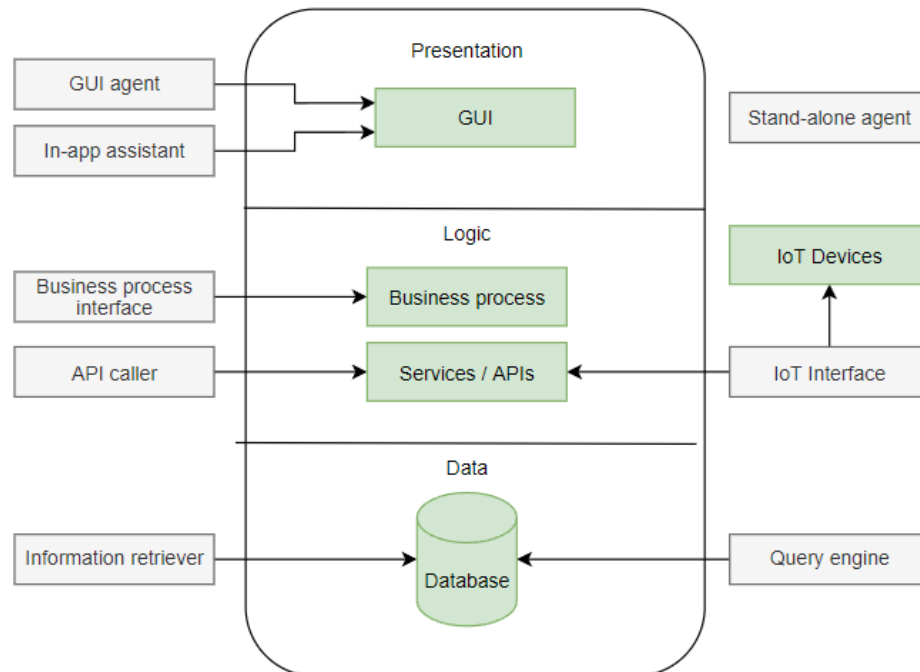 Presentation
GUI agent
GUI
Stand-alone agent
In-app assistant
Logic
IoT Devices
Business process
interface
Business process
API caller
Services / APIs
IoT Interface
Data
Information retriever
Database
Query engine